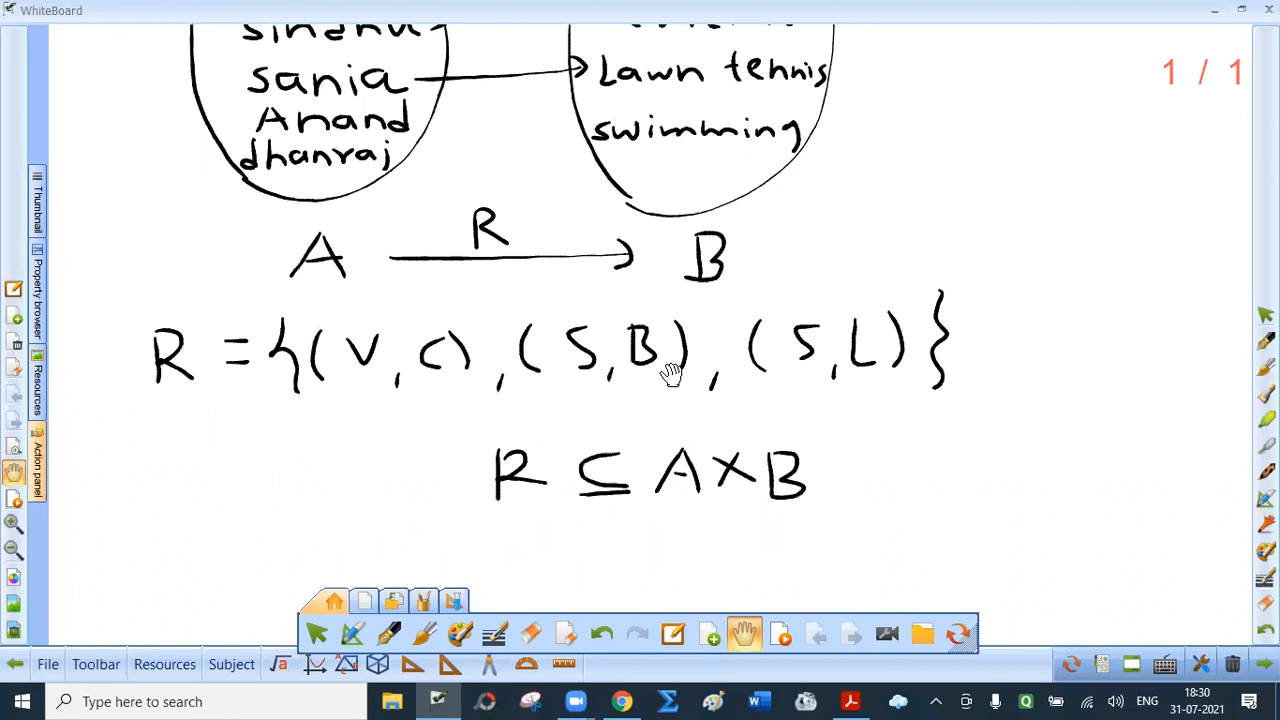 WhiteBoard
1 / 1
sania
Lawn tennis
Anand
swimming
dhanraj
R
A
B
R = {(V, C), (S, B), (S, L)}
R ⊆ A×B
Thumbnail
Property browser
Resources
Action panel
File
Toolbar
Resources
Subject
Type here to search
ENG
18:30
31-07-2021